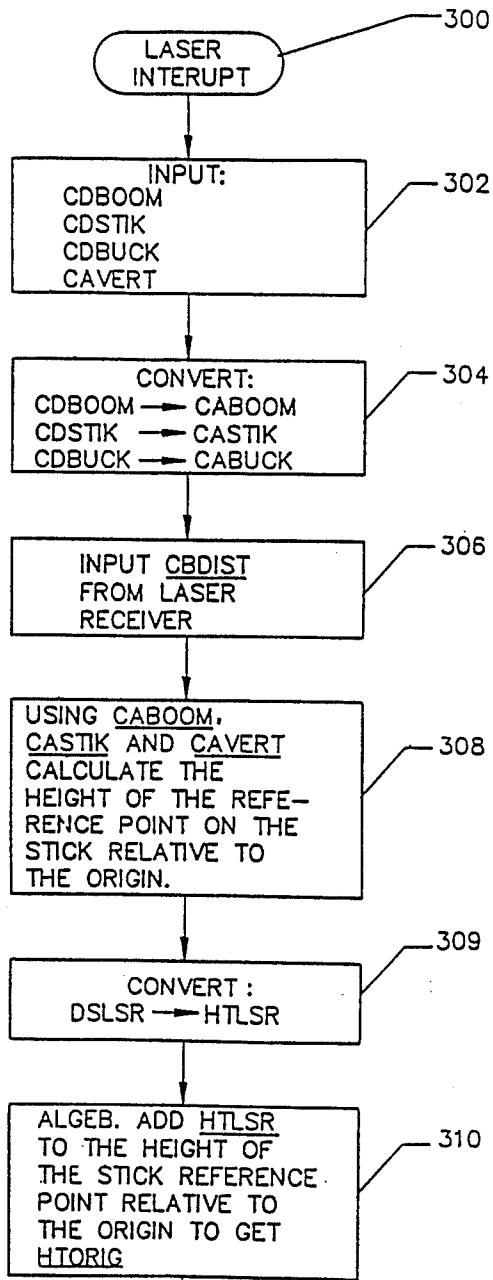 300
LASER
INTERUPT
302
INPUT:
CDBOOM
CDSTIK
CDBUCK
CAVERT
304
CONVERT:
CDBOOM → CABOOM
CDSTIK → CASTIK
CDBUCK → CABUCK
306
INPUT CBDIST
FROM LASER
RECEIVER
308
USING CABOOM,
CASTIK AND CAVERT
CALCULATE THE
HEIGHT OF THE REFE-
RENCE POINT ON THE
STICK RELATIVE TO
THE ORIGIN.
309
CONVERT :
DSLSR → HTLSR
310
ALGEB. ADD HTLSR
TO THE HEIGHT OF
THE STICK REFERENCE
POINT RELATIVE TO
THE ORIGIN TO GET
HTORIG